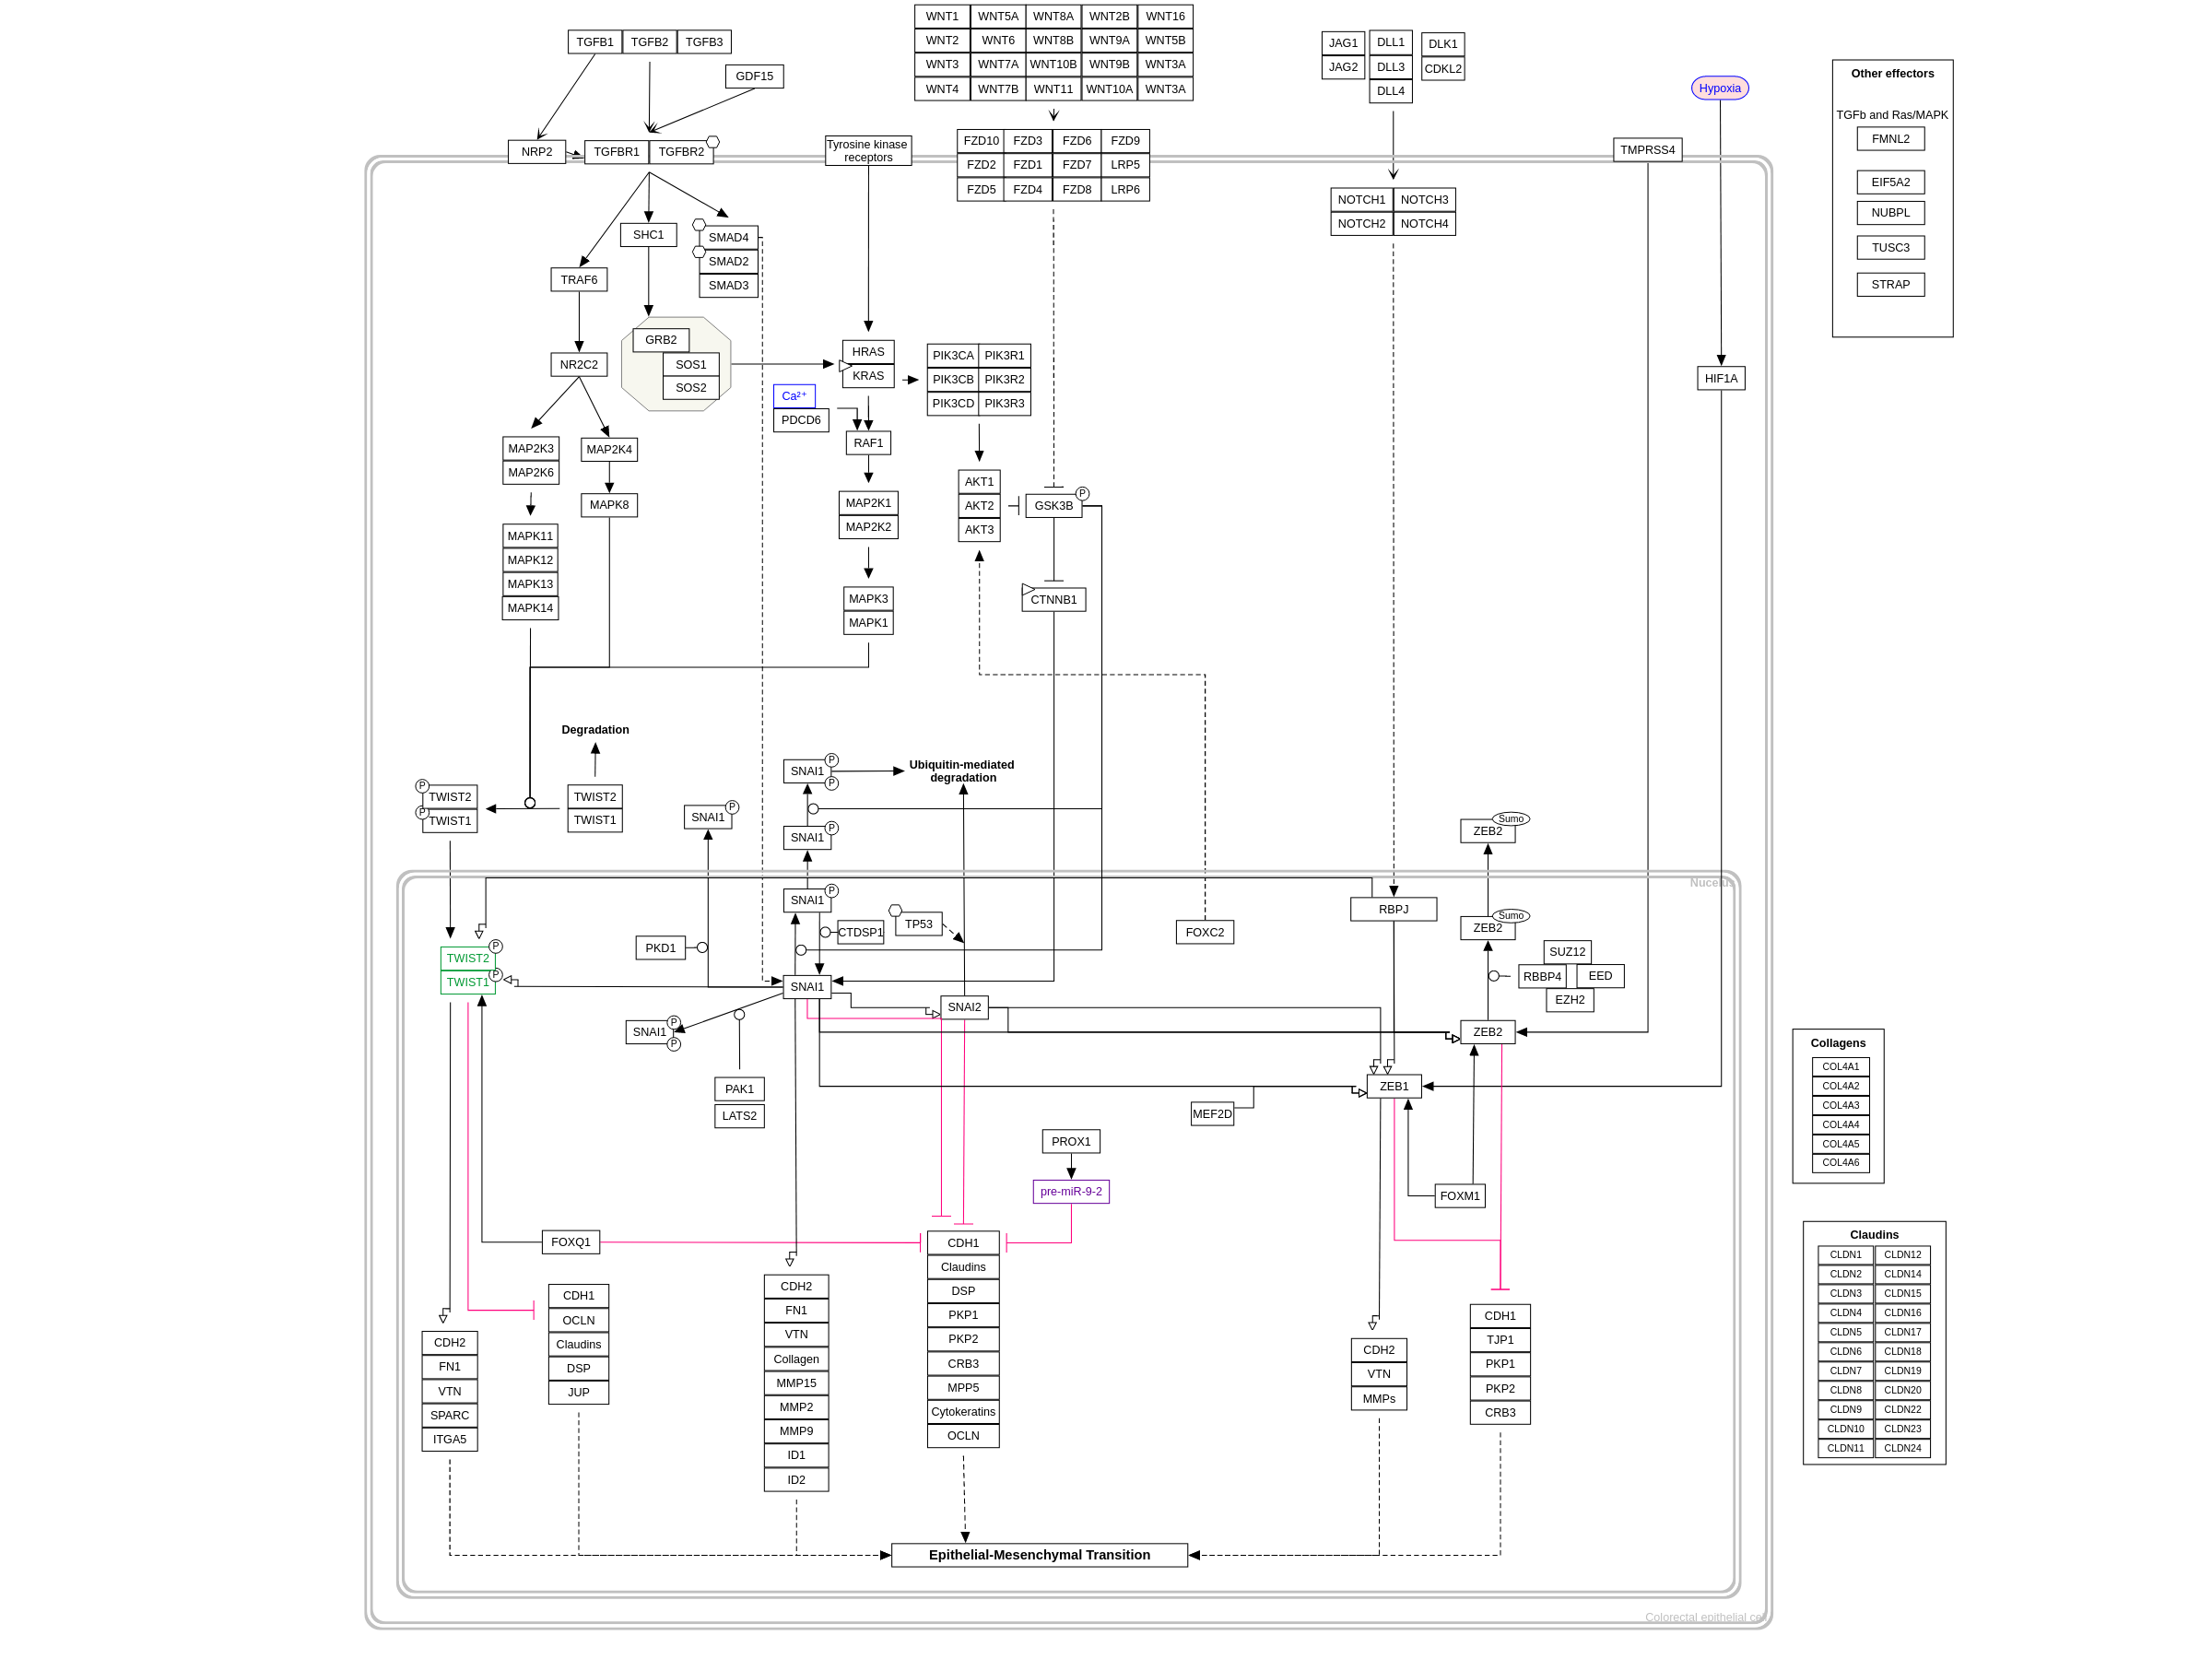 TGFB1 TGFB2 TGFB3
GDF15
WNT1 WNT5A WNT8A WNT2B WNT16
WNT2 WNT6 WNT8B WNT9A WNT5B
WNT3 WNT7A WNT10B WNT9B WNT3A
WNT4 WNT7B WNT11 WNT10A WNT3A
JAG1
JAG2
DLL1
DLL3
DLL4
DLK1
CDKL2
Hypoxia
Other effectors
TGFb and Ras/MAPK
FMNL2
EIF5A2
NUBPL
TUSC3
STRAP
NRP2
TGFBR1 TGFBR2
Tyrosine kinase
receptors
FZD10 FZD3 FZD6 FZD9
FZD2 FZD1 FZD7 LRP5
FZD5 FZD4 FZD8 LRP6
TMPRSS4
NOTCH1 NOTCH3
NOTCH2 NOTCH4
SHC1
SMAD4
SMAD2
SMAD3
TRAF6
GRB2
SOS1
SOS2
NR2C2
HRAS
KRAS
PIK3CA PIK3R1
PIK3CB PIK3R2
PIK3CD PIK3R3
HIF1A
Ca²⁺
PDCD6
RAF1
MAP2K3
MAP2K6
MAP2K4
MAPK8
MAP2K1
MAP2K2
AKT1
AKT2
AKT3
P
GSK3B
MAPK11
MAPK12
MAPK13
MAPK14
MAPK3
MAPK1
CTNNB1
Degradation
P
TWIST2
P
TWIST1
TWIST2
TWIST1
SNAI1
P
SNAI1
P
P
Ubiquitin-mediated
degradation
SNAI1
P
Sumo
ZEB2
Nucelus
SNAI1
P
CTDSP1
TP53
FOXC2
RBPJ
Sumo
ZEB2
SUZ12
RBBP4 EED
EZH2
PKD1
TWIST2
P
TWIST1
P
SNAI1
SNAI2
SNAI1
P
P
ZEB2
PAK1
LATS2
ZEB1
MEF2D
PROX1
pre-miR-9-2
FOXM1
FOXQ1
CDH2
FN1
VTN
SPARC
ITGA5
CDH1
OCLN
Claudins
DSP
JUP
CDH2
FN1
VTN
Collagen
MMP15
MMP2
MMP9
ID1
ID2
CDH1
Claudins
DSP
PKP1
PKP2
CRB3
MPP5
Cytokeratins
OCLN
CDH2
VTN
MMPs
CDH1
TJP1
PKP1
PKP2
CRB3
Epithelial-Mesenchymal Transition
Colorectal epithelial cell
Collagens
COL4A1
COL4A2
COL4A3
COL4A4
COL4A5
COL4A6
Claudins
CLDN1 CLDN12
CLDN2 CLDN14
CLDN3 CLDN15
CLDN4 CLDN16
CLDN5 CLDN17
CLDN6 CLDN18
CLDN7 CLDN19
CLDN8 CLDN20
CLDN9 CLDN22
CLDN10 CLDN23
CLDN11 CLDN24